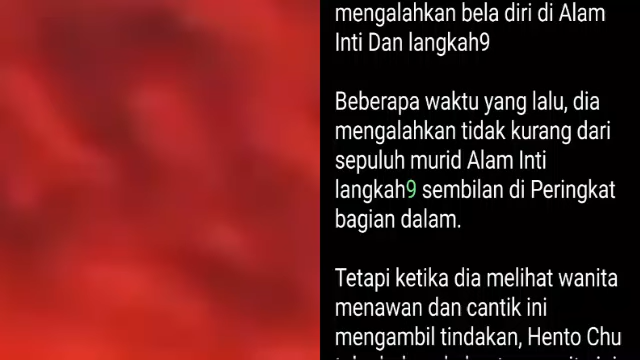 mengalahkan bela diri di Alam
Inti Dan langkah9
Beberapa waktu yang lalu, dia
mengalahkan tidak kurang dari
sepuluh murid Alam Inti
langkah9 sembilan di Peringkat
bagian dalam.
Tetapi ketika dia melihat wanita
menawan dan cantik ini
mengambil tindakan, Hento Chu